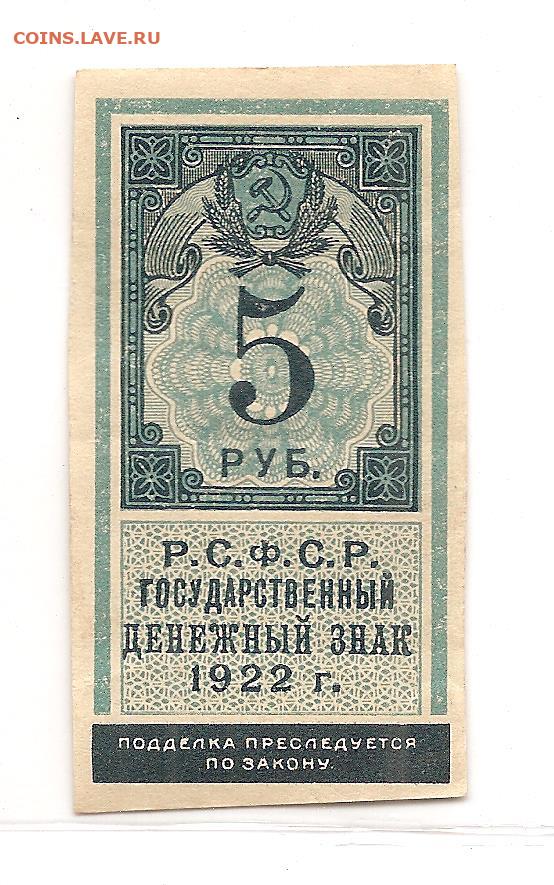 COINS.LAVE.RU
5
РУБ.
Р.С.Ф.С.Р.
ГОСУДАРСТВЕННЫЙ
ДЕНЕЖНЫЙ ЗНАК
1922 г.
ПОДДЕЛКА ПРЕСЛЕДУЕТСЯ
ПО ЗАКОНУ.